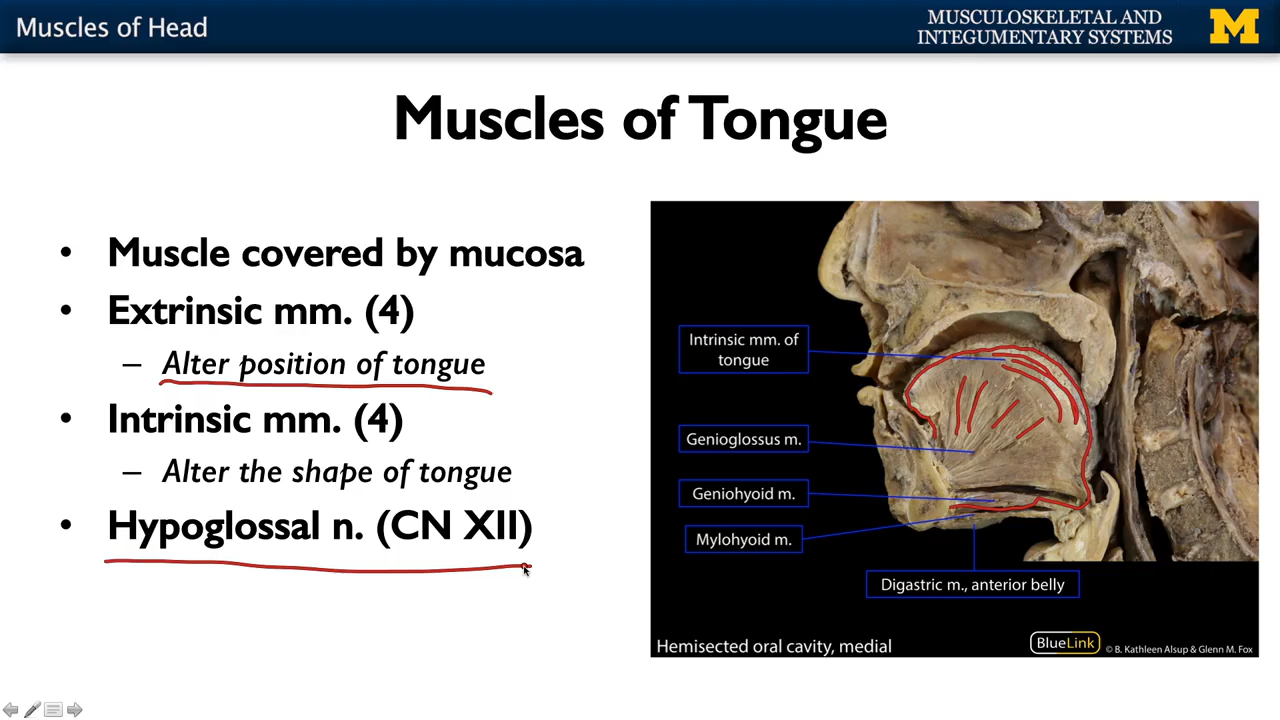 Muscles of Head
MUSCULOSKELETAL AND
INTEGUMENTARY SYSTEMS
M
Muscles of Tongue
• Muscle covered by mucosa
• Extrinsic mm. (4)
– Alter position of tongue
• Intrinsic mm. (4)
– Alter the shape of tongue
• Hypoglossal n. (CN XII)
Intrinsic mm. of
tongue
Genioglossus m.
Geniohyoid m.
Mylohyoid m.
Digastric m., anterior belly
Hemisected oral cavity, medial
BlueLink
© B. Kathleen Alsup & Glenn M. Fox